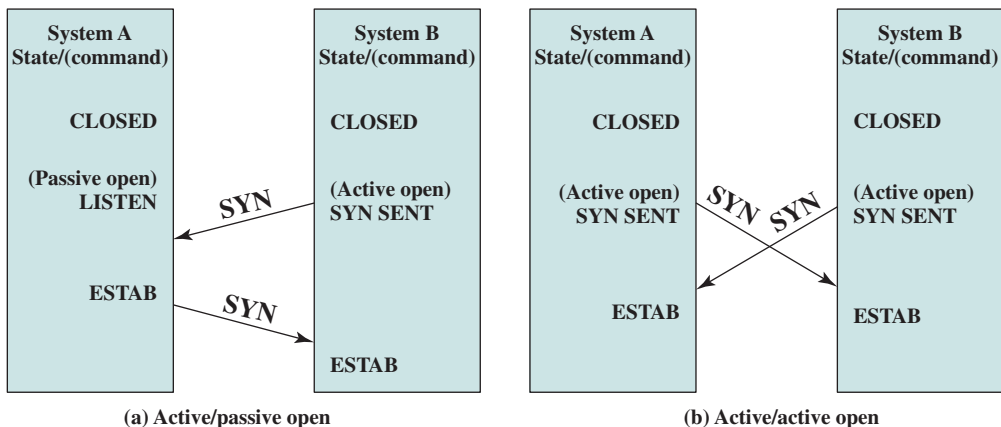 System A
State/(command)
CLOSED
(Passive open)
LISTEN
ESTAB
SYN
SYN
System B
State/(command)
CLOSED
(Active open)
SYN SENT
ESTAB
(a) Active/passive open
System A
State/(command)
CLOSED
(Active open)
SYN SENT
ESTAB
SYN
SYN
System B
State/(command)
CLOSED
(Active open)
SYN SENT
ESTAB
(b) Active/active open